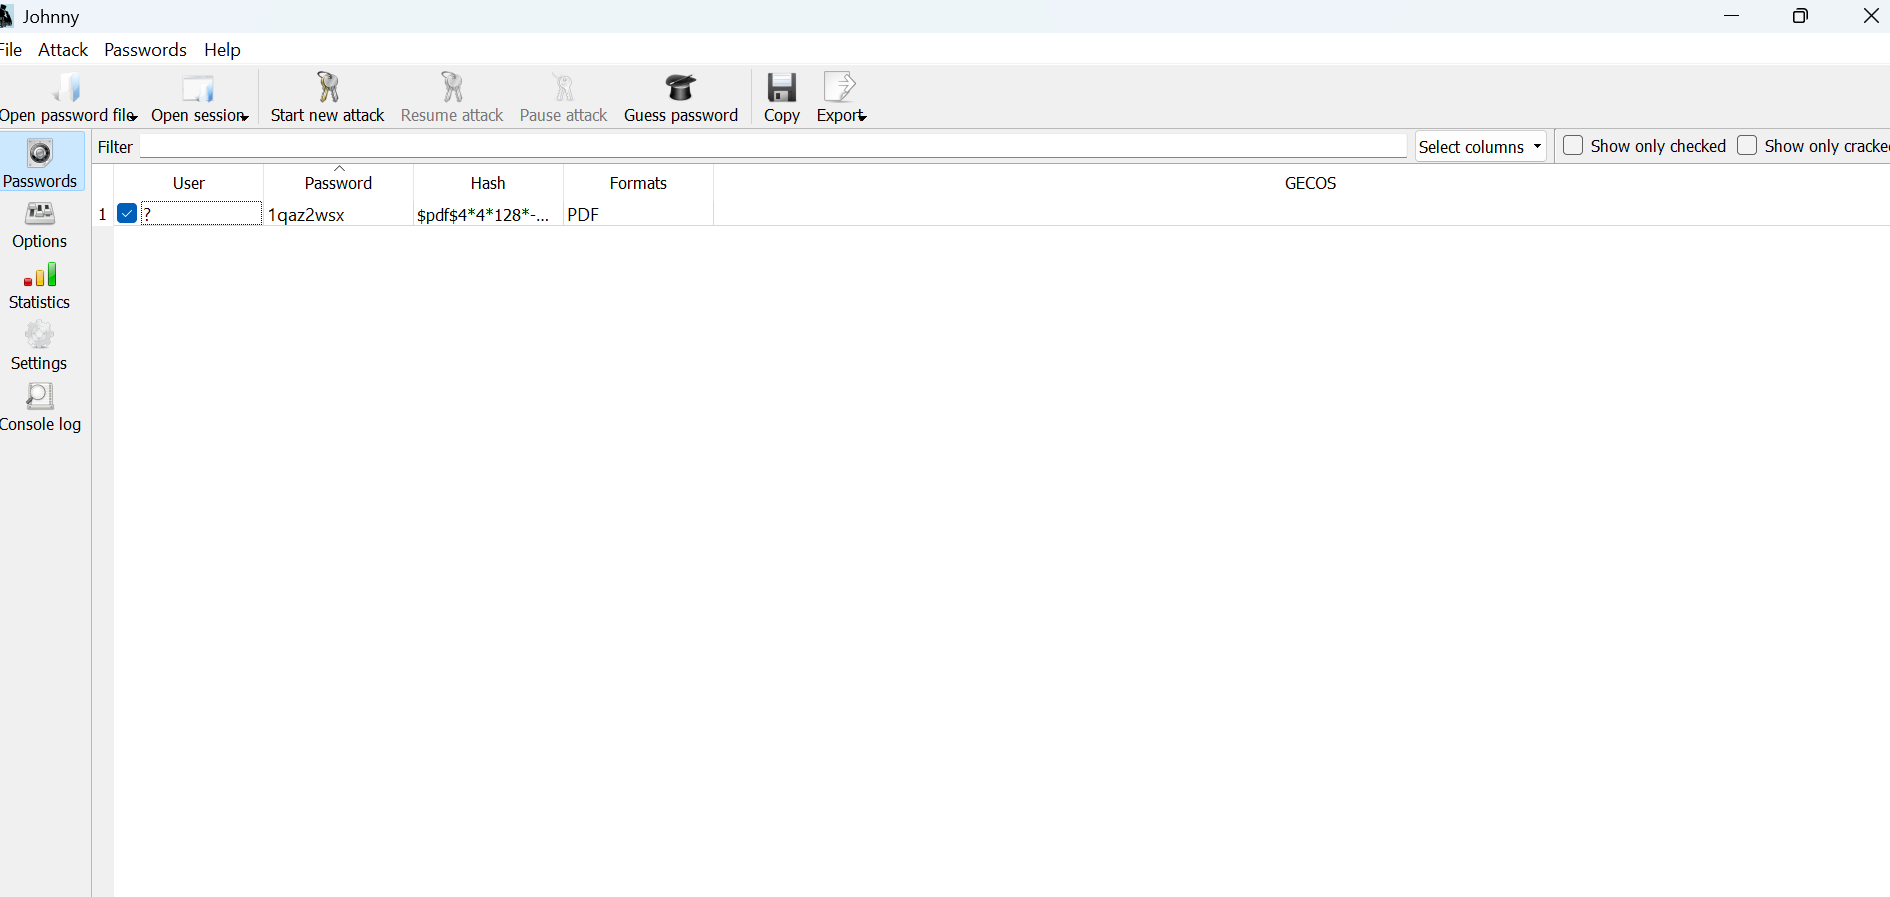 Johnny
File Attack Passwords Help
Open password file Open session Start new attack Resume attack Pause attack Guess password Copy Export
Passwords
Options
Statistics
Settings
Console log
Filter Select columns Show only checked Show only cracke
User Password Hash Formats GECOS
1 ? 1qaz2wsx $pdf$4*4*128*-... PDF